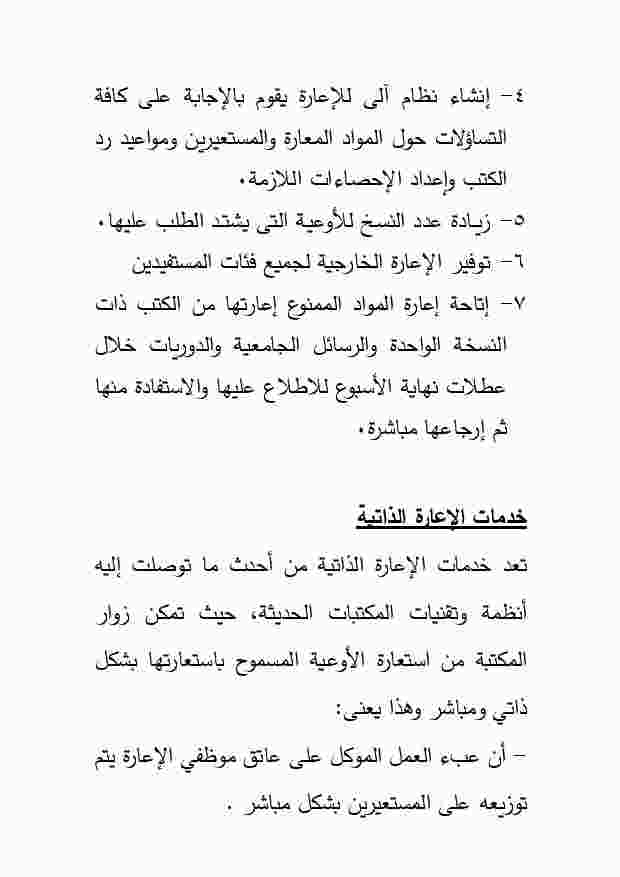 ٤- إنشاء نظام آلى للإعارة يقوم بالإجابة على كافة
التساؤلات حول المواد المعارة والمستعيرين ومواعيد رد
الكتب وإعداد الإحصاءات اللازمة.
٥- زيادة عدد النسخ للأوعية التى يشتد الطلب عليها.
٦- توفير الإعارة الخارجية لجميع فئات المستفيدين
٧- إتاحة إعارة المواد الممنوع إعارتها من الكتب ذات
النسخة الواحدة والرسائل الجامعية والدوريات خلال
عطلات نهاية الأسبوع للاطلاع عليها والاستفادة منها
ثم إرجاعها مباشرة.
خدمات الإعارة الذاتية
تعد خدمات الإعارة الذاتية من أحدث ما توصلت إليه
أنظمة وتقنيات المكتبات الحديثة، حيث تمكن زوار
المكتبة من استعارة الأوعية المسموح باستعارتها بشكل
ذاتي ومباشر وهذا يعنى:
- أن عبء العمل الموكل على عاتق موظفي الإعارة يتم
توزيعه على المستعيرين بشكل مباشر .